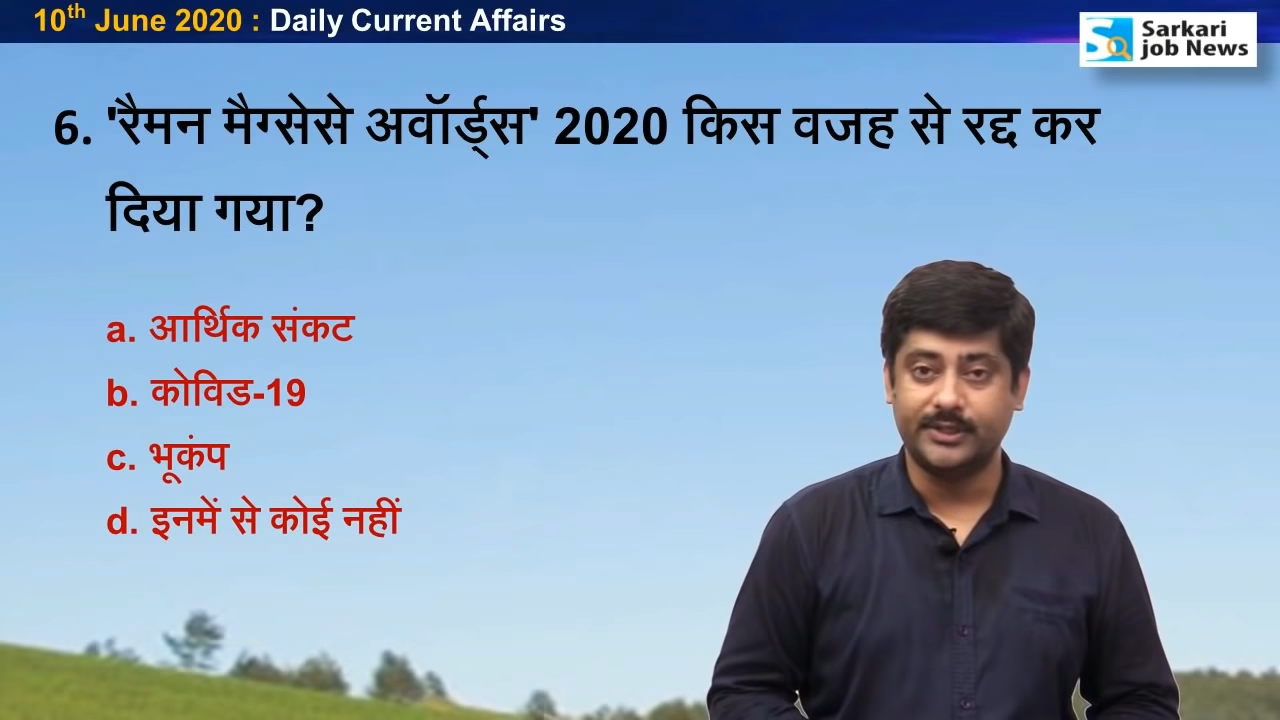 10th June 2020 : Daily Current Affairs
Sarkari
job News
6. 'रैमन मैग्सेसे अवॉर्ड्स' 2020 किस वजह से रद्द कर
दिया गया?
a. आर्थिक संकट
b. कोविड-19
c. भूकंप
d. इनमें से कोई नहीं